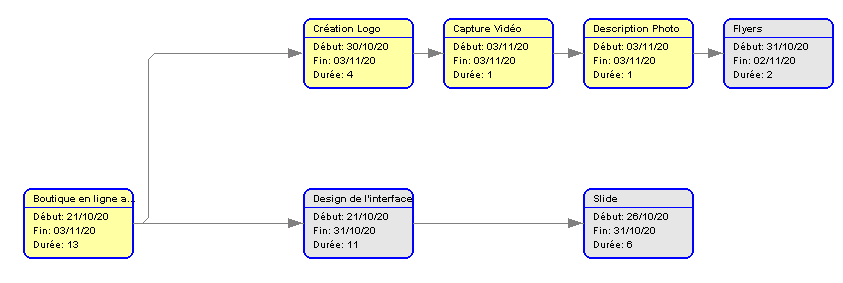 Création Logo
Début: 30/10/20
Fin: 03/11/20
Durée: 4
Capture Vidéo
Début: 03/11/20
Fin: 03/11/20
Durée: 1
Description Photo
Début: 03/11/20
Fin: 03/11/20
Durée: 1
Flyers
Début: 31/10/20
Fin: 02/11/20
Durée: 2
Boutique en ligne a...
Début: 21/10/20
Fin: 03/11/20
Durée: 13
Design de l'interface
Début: 21/10/20
Fin: 31/10/20
Durée: 11
Slide
Début: 26/10/20
Fin: 31/10/20
Durée: 6